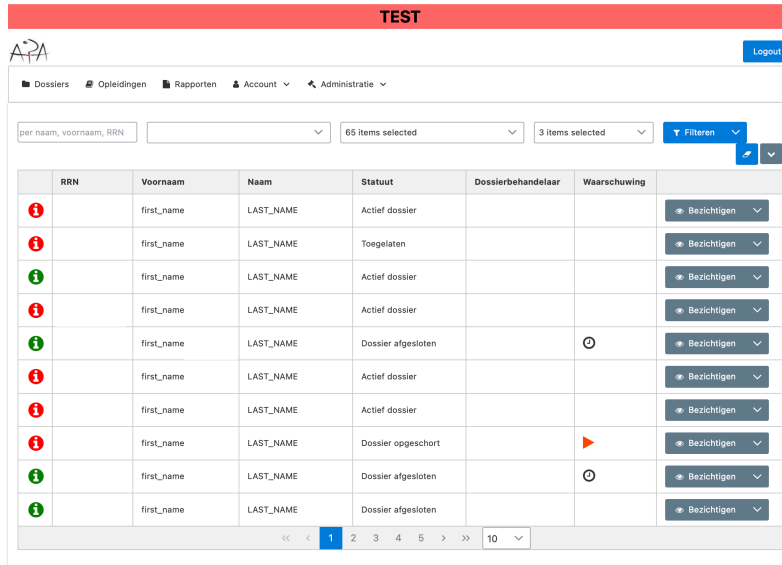 TEST
AiPA
Logout
Dossiers Opleidingen Rapporten Account Administratie
per naam, voornaam, RRN 65 items selected 3 items selected Filteren
RRN Voornaam Naam Statuut Dossierbehandelaar Waarschuwing
first_name LAST_NAME Actief dossier Bezichtigen
first_name LAST_NAME Toegelaten Bezichtigen
first_name LAST_NAME Actief dossier Bezichtigen
first_name LAST_NAME Actief dossier Bezichtigen
first_name LAST_NAME Dossier afgesloten Bezichtigen
first_name LAST_NAME Actief dossier Bezichtigen
first_name LAST_NAME Actief dossier Bezichtigen
first_name LAST_NAME Dossier opgeschort Bezichtigen
first_name LAST_NAME Dossier afgesloten Bezichtigen
first_name LAST_NAME Dossier afgesloten Bezichtigen
<< < 1 2 3 4 5 > >> 10